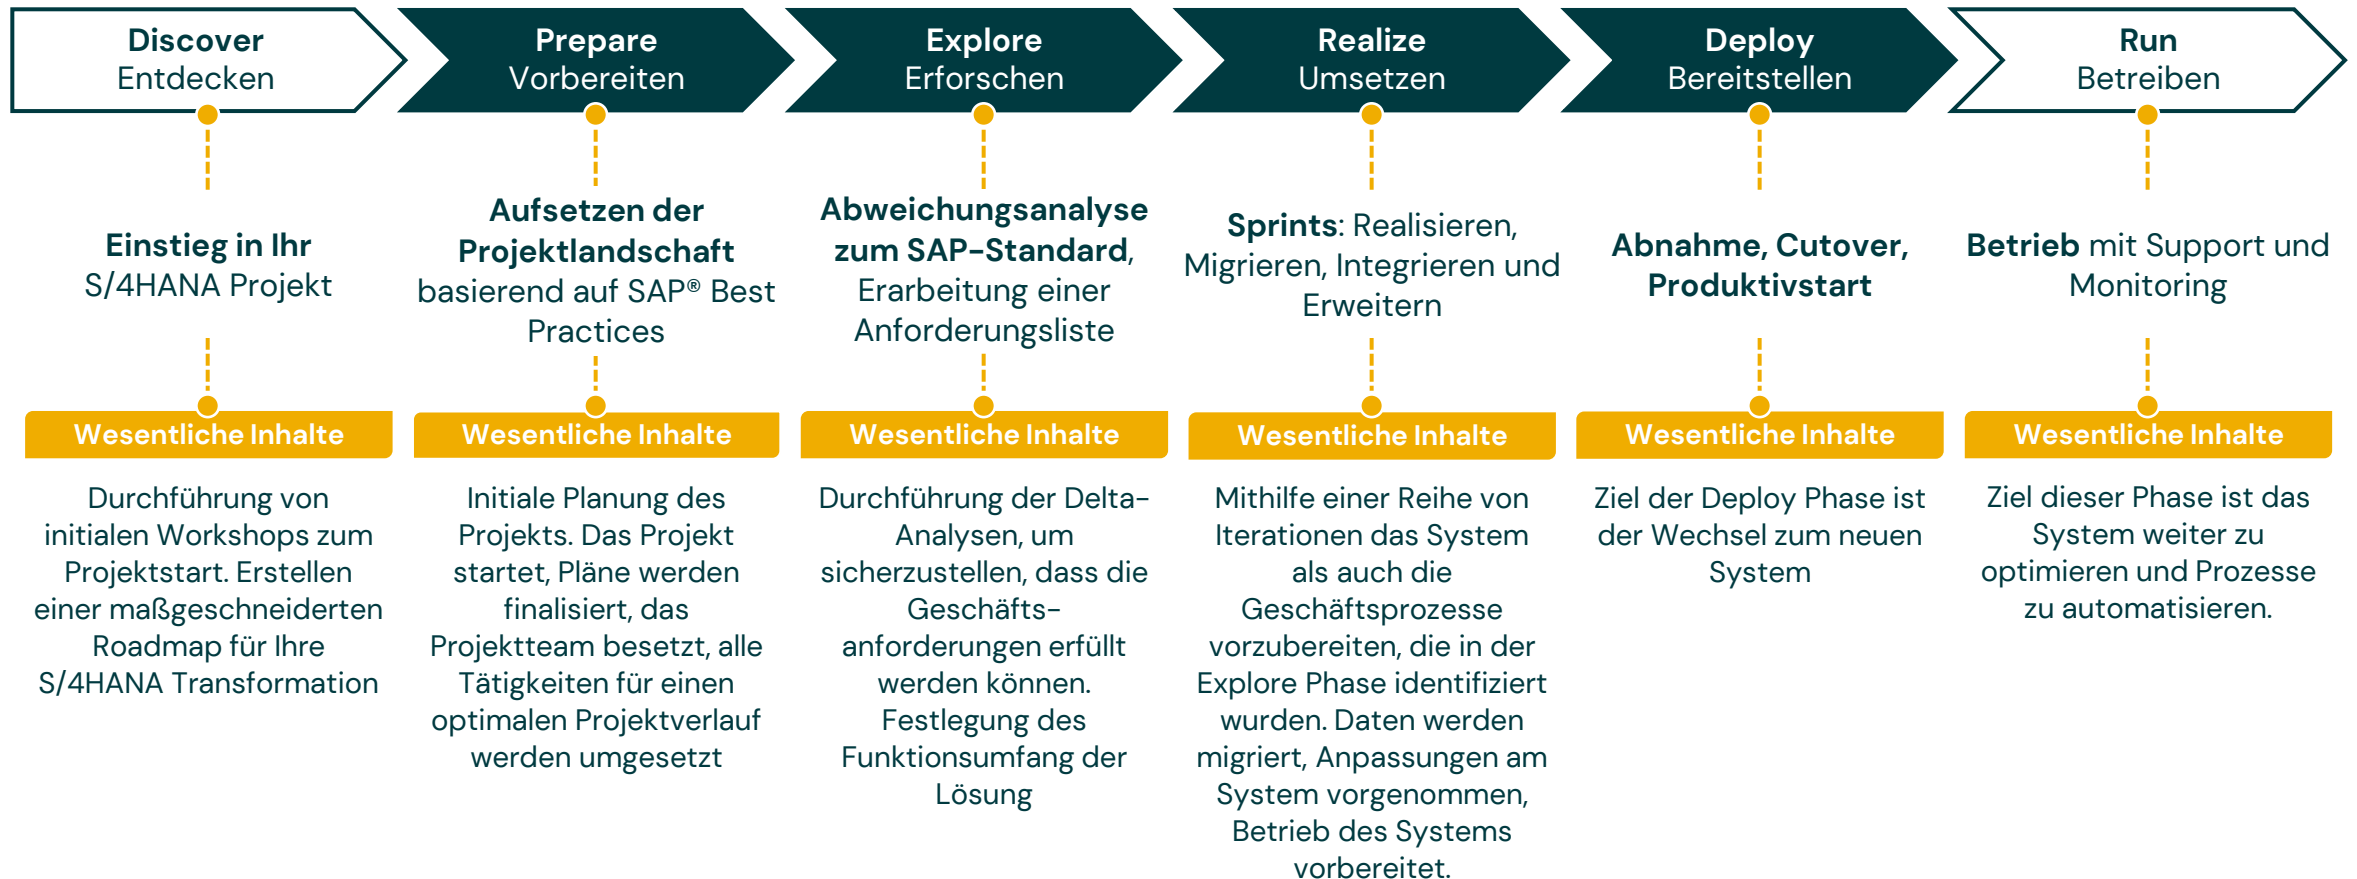 Discover
Entdecken
Prepare
Vorbereiten
Explore
Erforschen
Realize
Umsetzen
Deploy
Bereitstellen
Run
Betreiben
Einstieg in Ihr
S/4HANA Projekt
Aufsetzen der
Projektlandschaft
basierend auf SAP® Best
Practices
Abweichungsanalyse
zum SAP-Standard,
Erarbeitung einer
Anforderungsliste
Sprints: Realisieren,
Migrieren, Integrieren und
Erweitern
Abnahme, Cutover,
Produktivstart
Betrieb mit Support und
Monitoring
Wesentliche Inhalte
Durchführung von
initialen Workshops zum
Projektstart. Erstellen
einer maßgeschneiderten
Roadmap für Ihre
S/4HANA Transformation
Wesentliche Inhalte
Initiale Planung des
Projekts. Das Projekt
startet, Pläne werden
finalisiert, das
Projektteam besetzt, alle
Tätigkeiten für einen
optimalen Projektverlauf
werden umgesetzt
Wesentliche Inhalte
Durchführung der Delta-
Analysen, um
sicherzustellen, dass die
Geschäfts-
anforderungen erfüllt
werden können.
Festlegung des
Funktionsumfang der
Lösung
Wesentliche Inhalte
Mithilfe einer Reihe von
Iterationen das System
als auch die
Geschäftsprozesse
vorzubereiten, die in der
Explore Phase identifiziert
wurden. Daten werden
migriert, Anpassungen am
System vorgenommen,
Betrieb des Systems
vorbereitet.
Wesentliche Inhalte
Ziel der Deploy Phase ist
der Wechsel zum neuen
System
Wesentliche Inhalte
Ziel dieser Phase ist das
System weiter zu
optimieren und Prozesse
zu automatisieren.